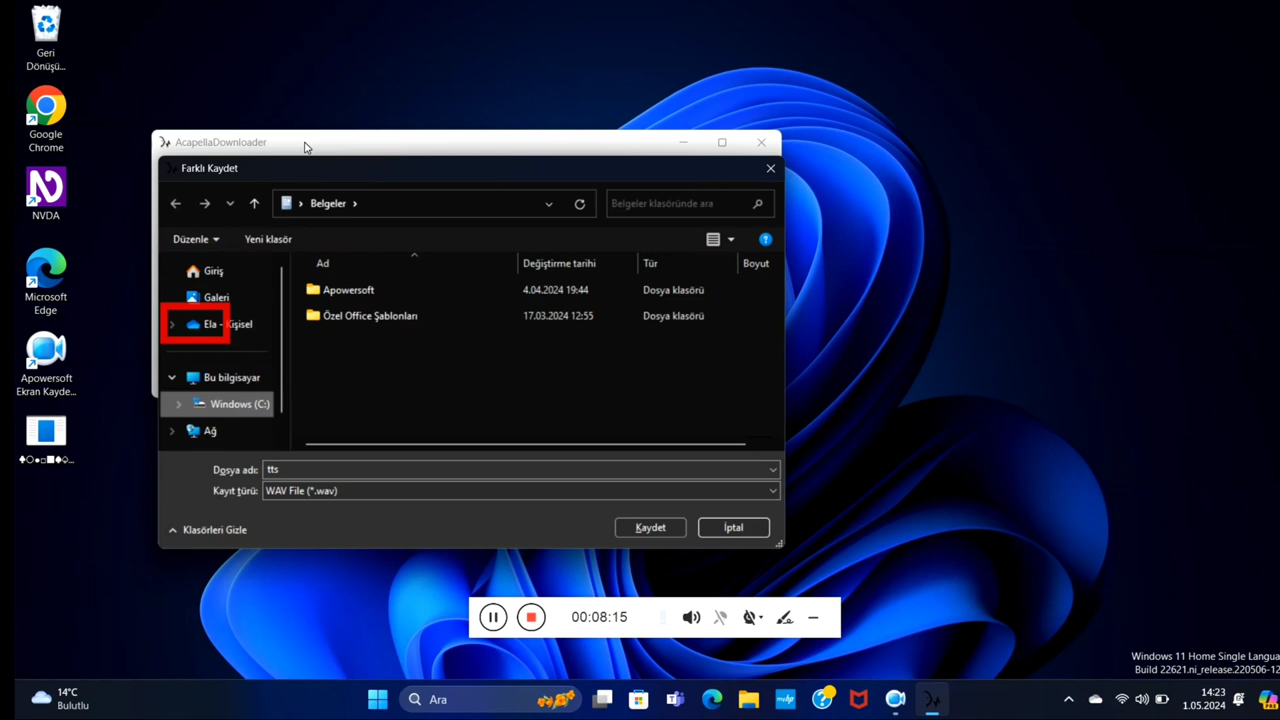 Geri
Dönüşü...
Google
Chrome
NVDA
Microsoft
Edge
Apowersoft
Ekran Kayde...
♣○●□■♦◇...
AcapellaDownloader
Farklı Kaydet
Belgeler
Belgeler klasöründe ara
Düzenle
Yeni klasör
Giriş
Galeri
Ela - Kişisel
Bu bilgisayar
Windows (C:)
Ağ
Ad Değiştirme tarihi Tür Boyut
Apowersoft 4.04.2024 19:44 Dosya klasörü
Özel Office Şablonları 17.03.2024 12:55 Dosya klasörü
Dosya adı: tts
Kayıt türü: WAV File (*.wav)
Klasörleri Gizle
Kaydet
İptal
00:08:15
Windows 11 Home Single Langua
Build 22621.ni_release.220506-12
14°C
Bulutlu
Ara
14:23
1.05.2024